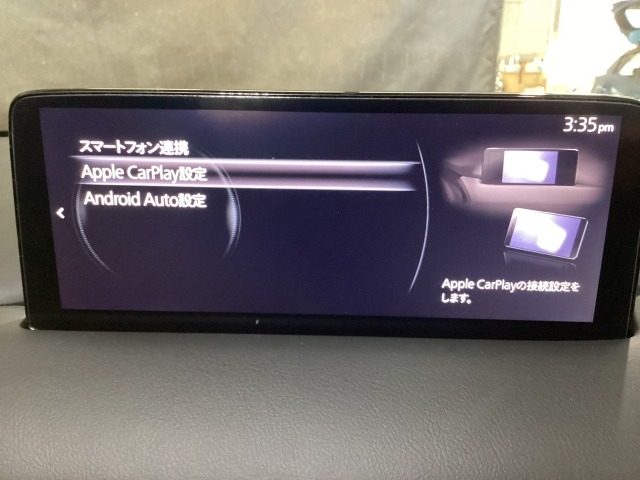 3:35pm
スマートフォン連携
Apple CarPlay設定
Android Auto設定
Apple CarPlayの接続設定を
します。